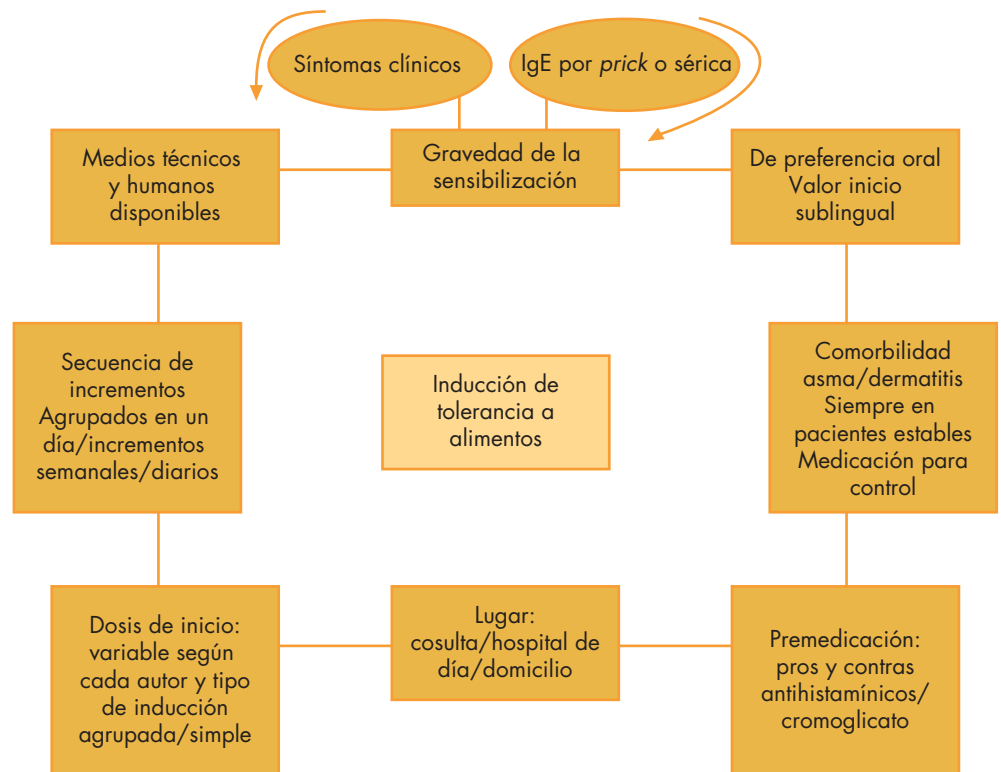 Síntomas clínicos
IgE por prick o sérica
Medios técnicos
y humanos
disponibles
Gravedad de la
sensibilización
De preferencia oral
Valor inicio
sublingual
Secuencia de
incrementos
Agrupados en un
día/incrementos
semanales/diarios
Inducción de
tolerancia a
alimentos
Comorbilidad
asma/dermatitis
Siempre en
pacientes estables
Medicación para
control
Dosis de inicio:
variable según
cada autor y tipo
de inducción
agrupada/simple
Lugar:
cosulta/hospital de
día/domicilio
Premedicación:
pros y contras
antihistamínicos/
cromoglicato